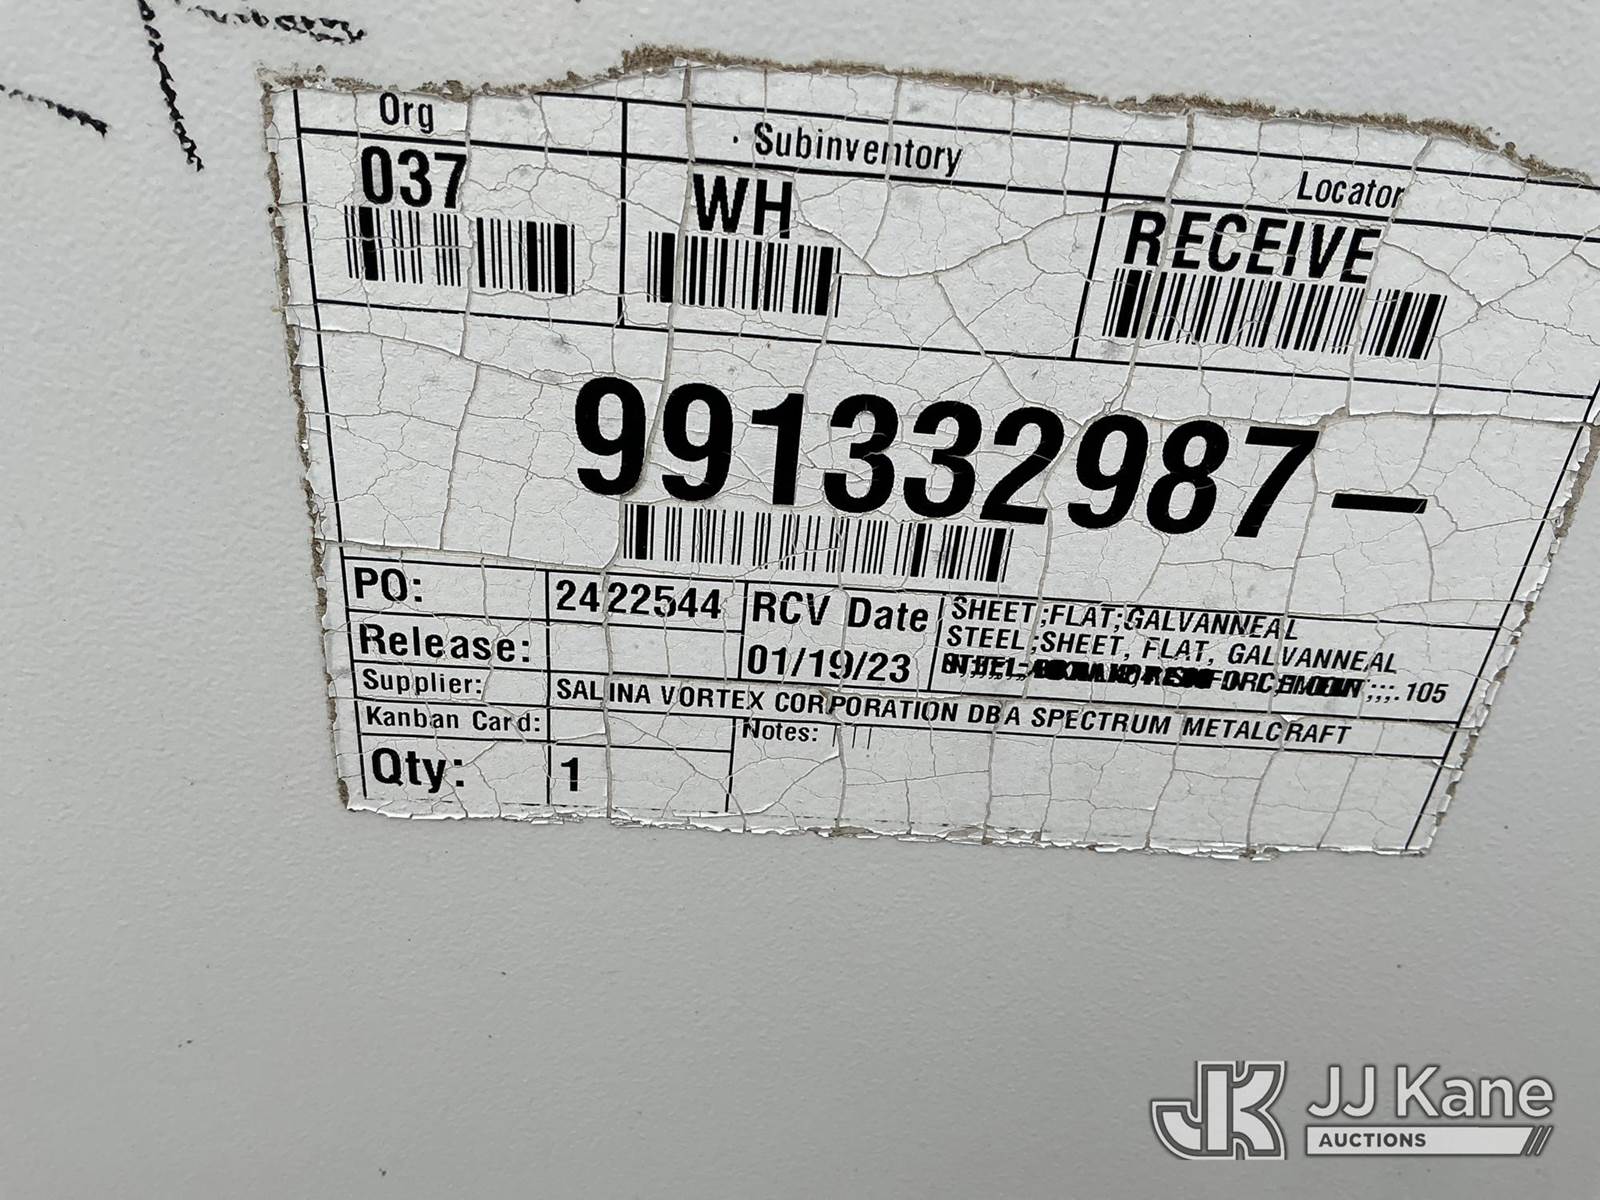 Org
Subinventory
Locator
037
WH
RECEIVE
991332987-
PO: 2422544
RCV Date
01/19/23
SHEET;FLAT;GALVANNEAL
STEEL;SHEET, FLAT, GALVANNEAL
;;;.105
Release:
Supplier: SALINA VORTEX CORPORATION DBA SPECTRUM METALCRAFT
Kanban Card:
Notes:
Qty: 1
JJ Kane
AUCTIONS